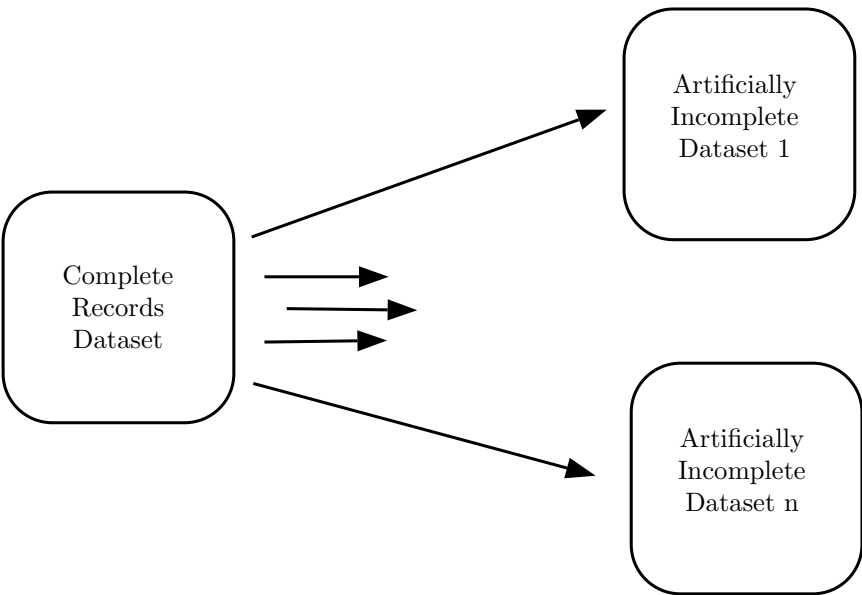 Artificially
Incomplete
Dataset 1
Complete
Records
Dataset
Artificially
Incomplete
Dataset n